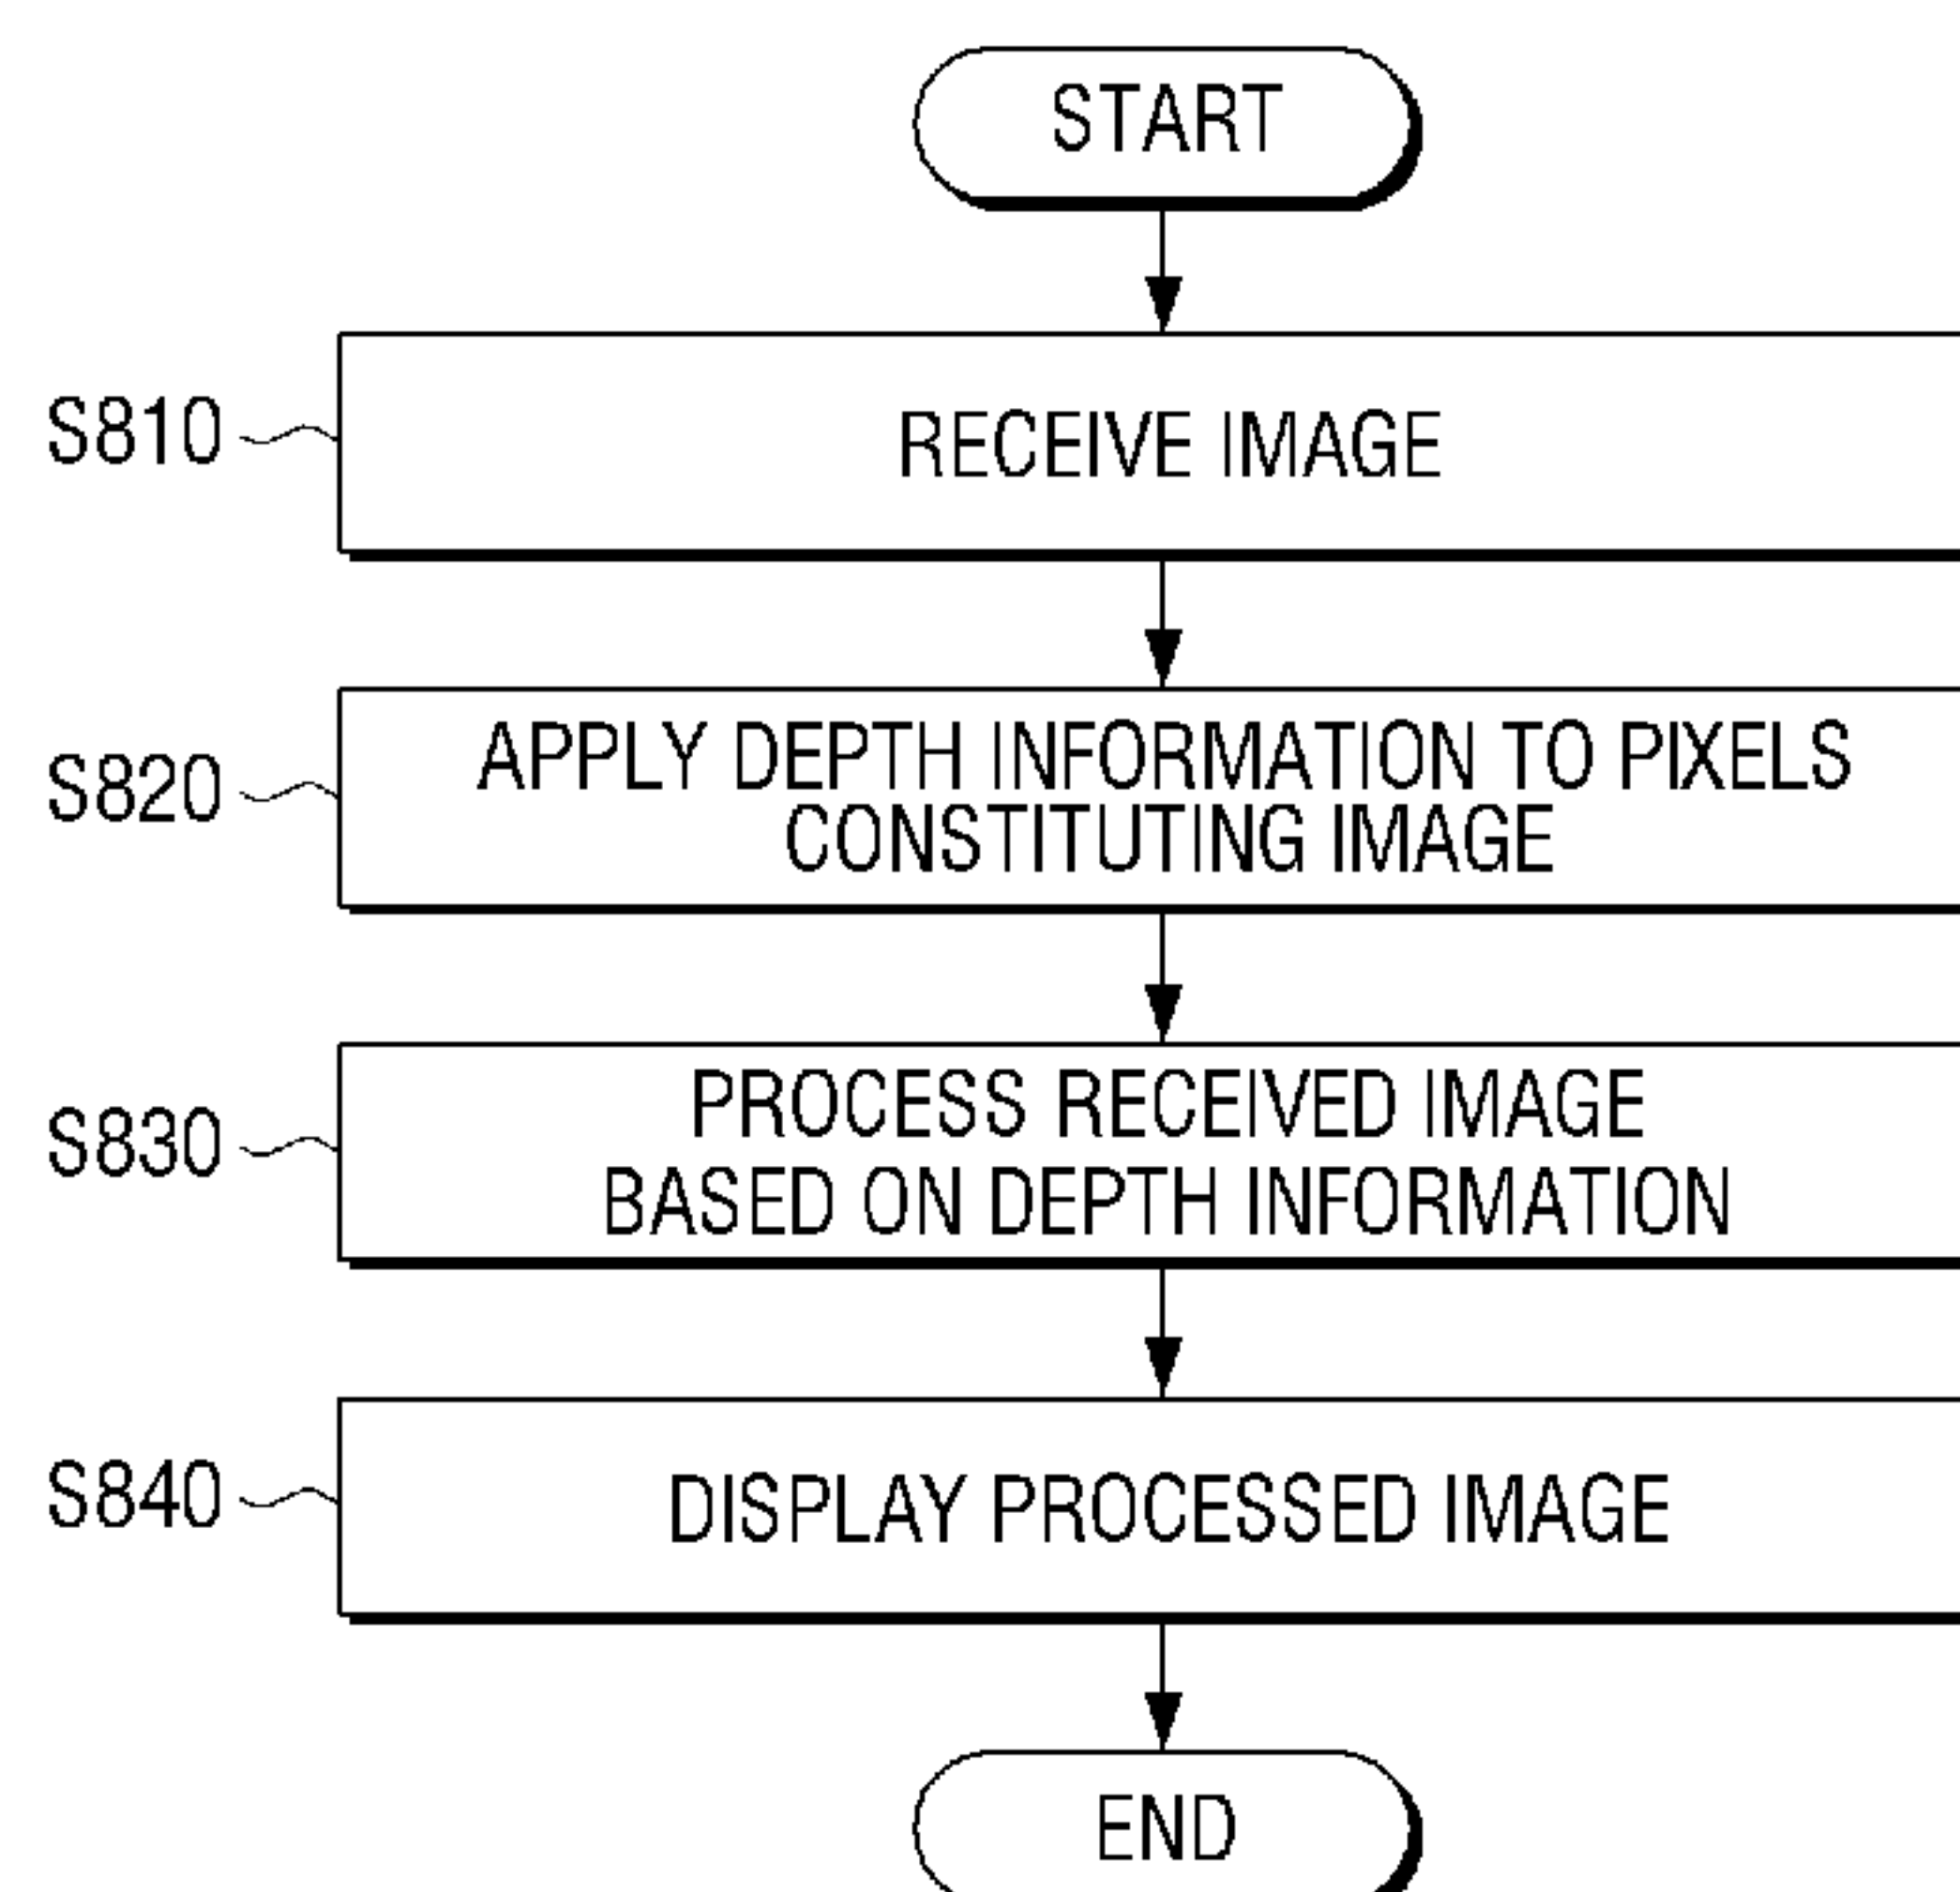 START
S810
RECEIVE IMAGE
S820
APPLY DEPTH INFORMATION TO PIXELS
CONSTITUTING IMAGE
S830
PROCESS RECEIVED IMAGE
BASED ON DEPTH INFORMATION
S840
DISPLAY PROCESSED IMAGE
END